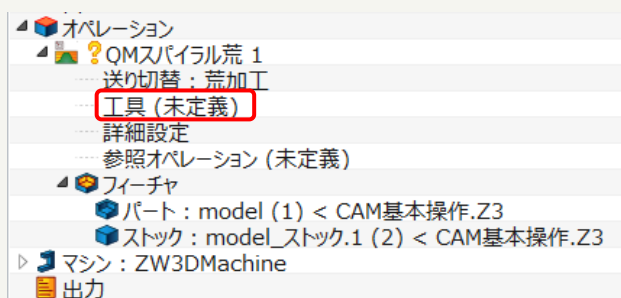 オペレーション
QMスパイラル荒 1
送り切替：荒加工
工具 (未定義)
詳細設定
参照オペレーション (未定義)
フィーチャ
パート：model (1) < CAM基本操作.Z3
ストック：model_ストック.1 (2) < CAM基本操作.Z3
マシン：ZW3DMachine
出力